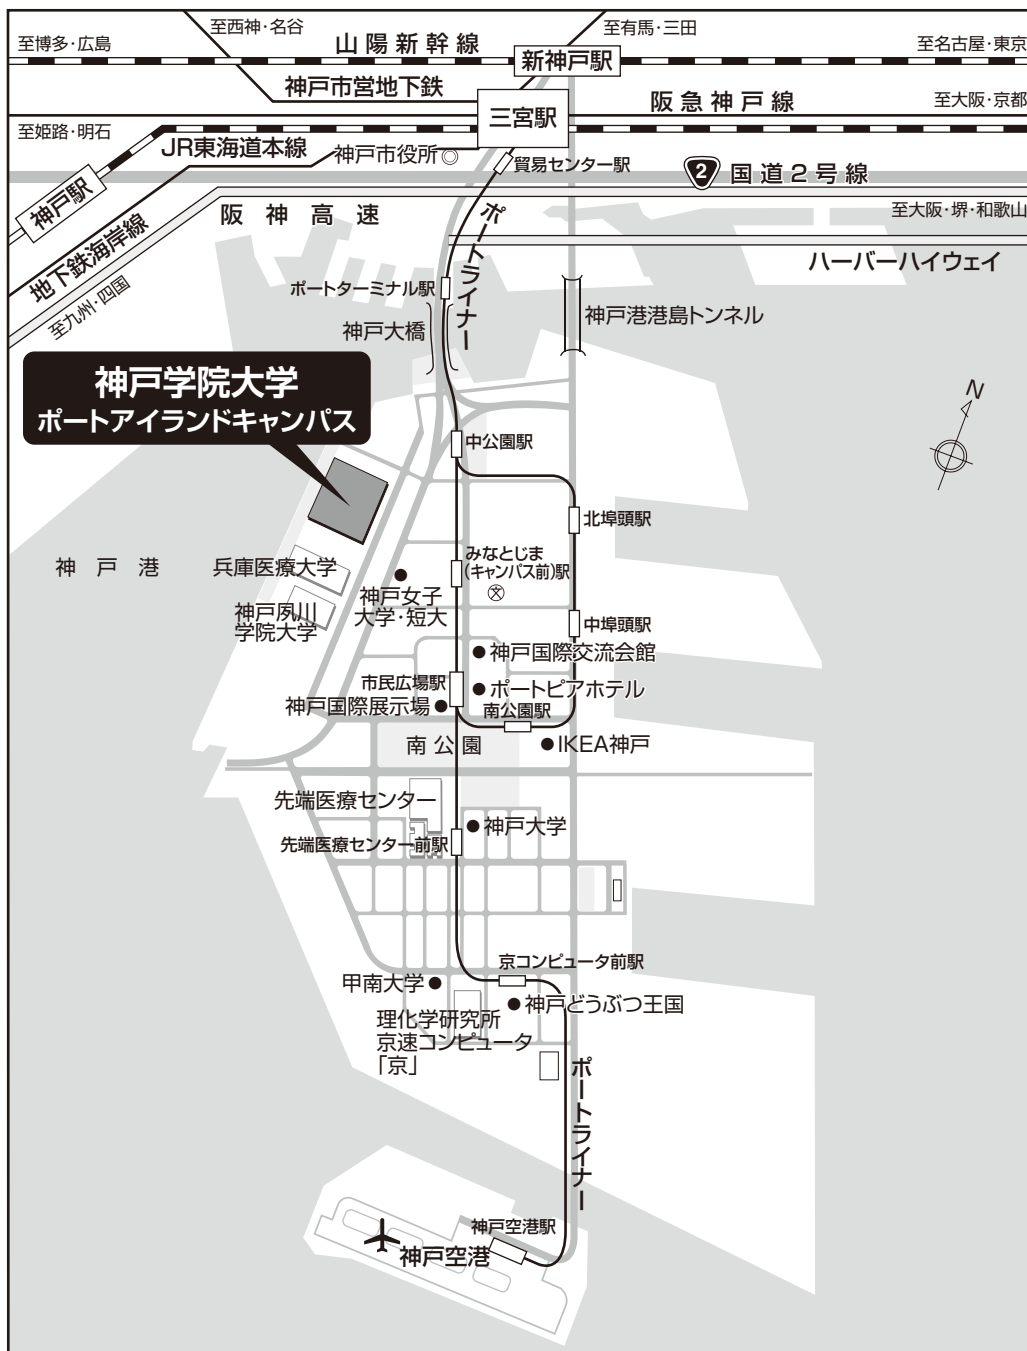 至西神・名谷
至有馬・三田
至博多・広島
山陽新幹線
至名古屋・東京
新神戸駅
神戸市営地下鉄
阪急神戸線
至大阪・京都
三宮駅
至姫路・明石
JR東海道本線
神戸市役所
貿易センター駅
2
国道2号線
神戸駅
阪神高速
至大阪・堺・和歌山
地下鉄海岸線
ポートライナー
ハーバーハイウェイ
至九州・四国
ポートターミナル駅
神戸大橋
神戸港港島トンネル
神戸学院大学
ポートアイランドキャンパス
N
中公園駅
北埠頭駅
神戸港
兵庫医療大学
みなとじま
(キャンパス前)駅
文
神戸女子
大学・短大
神戸夙川
学院大学
中埠頭駅
神戸国際交流会館
市民広場駅
ポートピアホテル
神戸国際展示場
南公園駅
南公園
IKEA神戸
先端医療センター
神戸大学
先端医療センター前駅
京コンピュータ前駅
甲南大学
神戸どうぶつ王国
理化学研究所
京速コンピュータ
「京」
ポートライナー
神戸空港駅
神戸空港